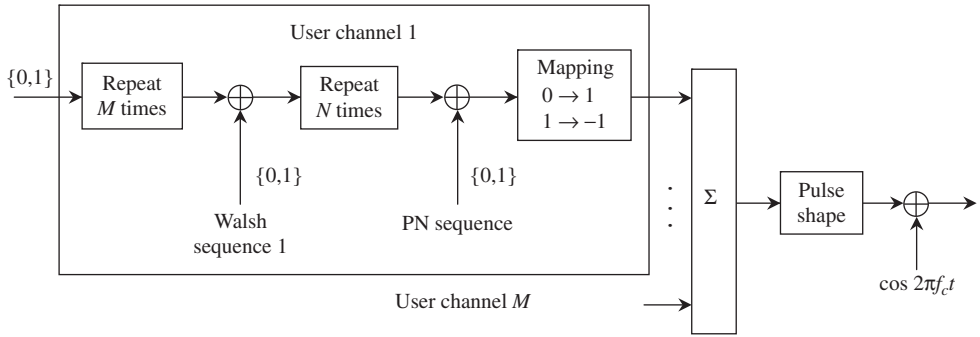 User channel 1
{0,1}
Repeat
M times
Repeat
N times
Mapping
0 → 1
1 → −1
{0,1}
{0,1}
Walsh
sequence 1
PN sequence
Σ
Pulse
shape
cos 2πf_c t
User channel M